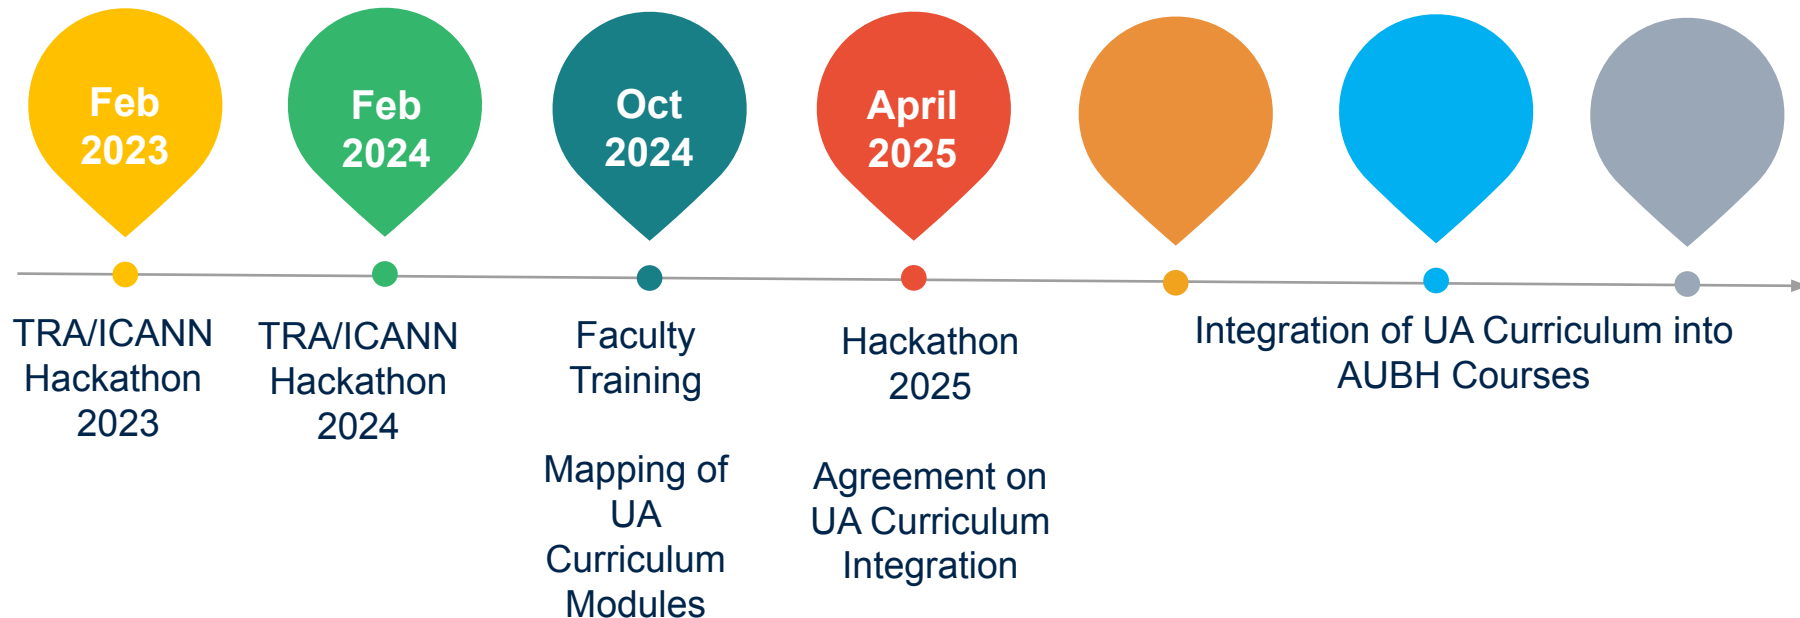 Feb
2023
Feb
2024
Oct
2024
April
2025
TRA/ICANN
Hackathon
2023
TRA/ICANN
Hackathon
2024
Faculty
Training
Mapping of
UA
Curriculum
Modules
Hackathon
2025
Agreement on
UA Curriculum
Integration
Integration of UA Curriculum into
AUBH Courses